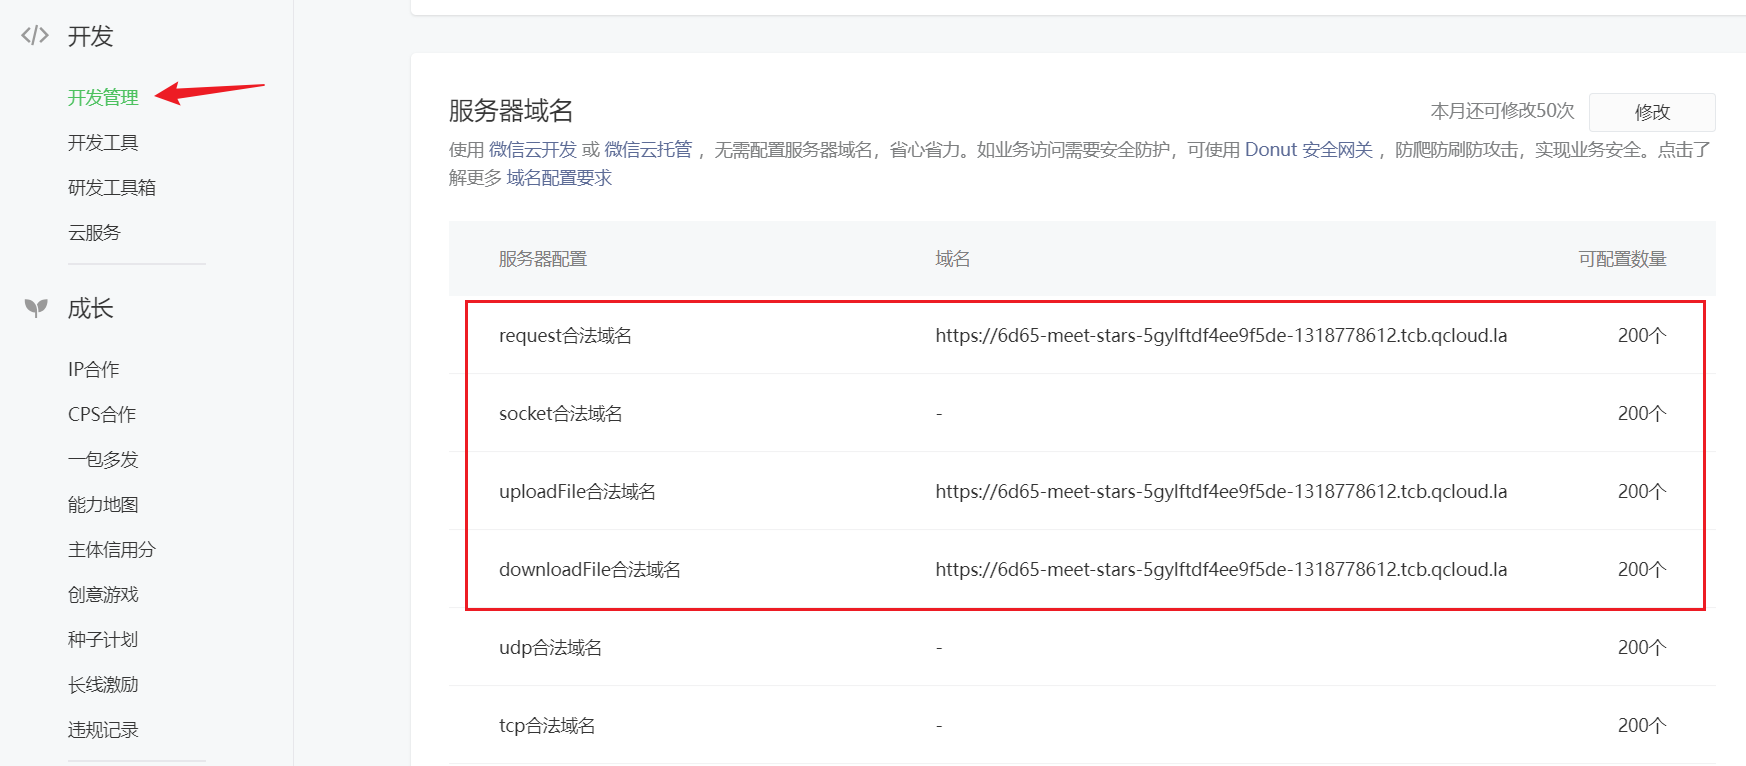 开发
开发管理
开发工具
研发工具箱
云服务
成长
IP合作
CPS合作
一包多发
能力地图
主体信用分
创意游戏
种子计划
长线激励
违规记录
服务器域名
本月还可修改50次
修改
使用 微信云开发 或 微信云托管 ，无需配置服务器域名，省心省力。如业务访问需要安全防护，可使用 Donut 安全网关 ，防爬防刷防攻击，实现业务安全。点击了
解更多 域名配置要求
服务器配置 域名 可配置数量
request合法域名 https://6d65-meet-stars-5gylftdf4ee9f5de-1318778612.tcb.qcloud.la 200个
socket合法域名 - 200个
uploadFile合法域名 https://6d65-meet-stars-5gylftdf4ee9f5de-1318778612.tcb.qcloud.la 200个
downloadFile合法域名 https://6d65-meet-stars-5gylftdf4ee9f5de-1318778612.tcb.qcloud.la 200个
udp合法域名 - 200个
tcp合法域名 - 200个